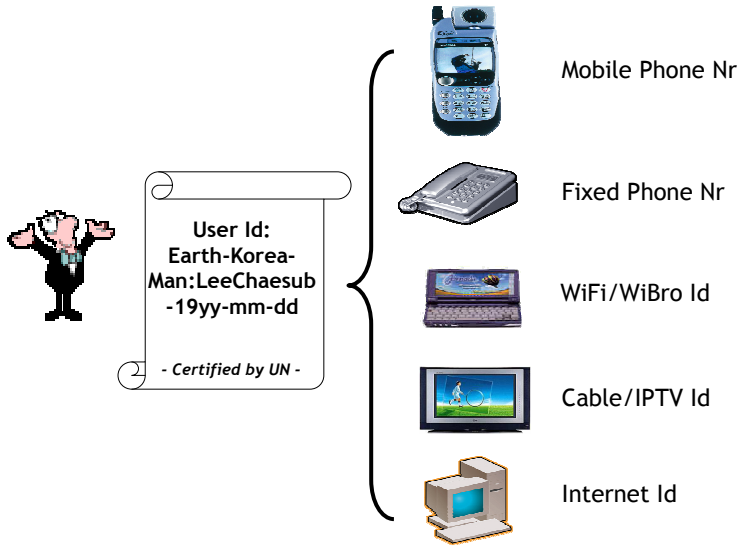 User Id:
Earth-Korea-
Man:LeeChaesub
-19yy-mm-dd
- Certified by UN -
Mobile Phone Nr
Fixed Phone Nr
WiFi/WiBro Id
Cable/IPTV Id
Internet Id